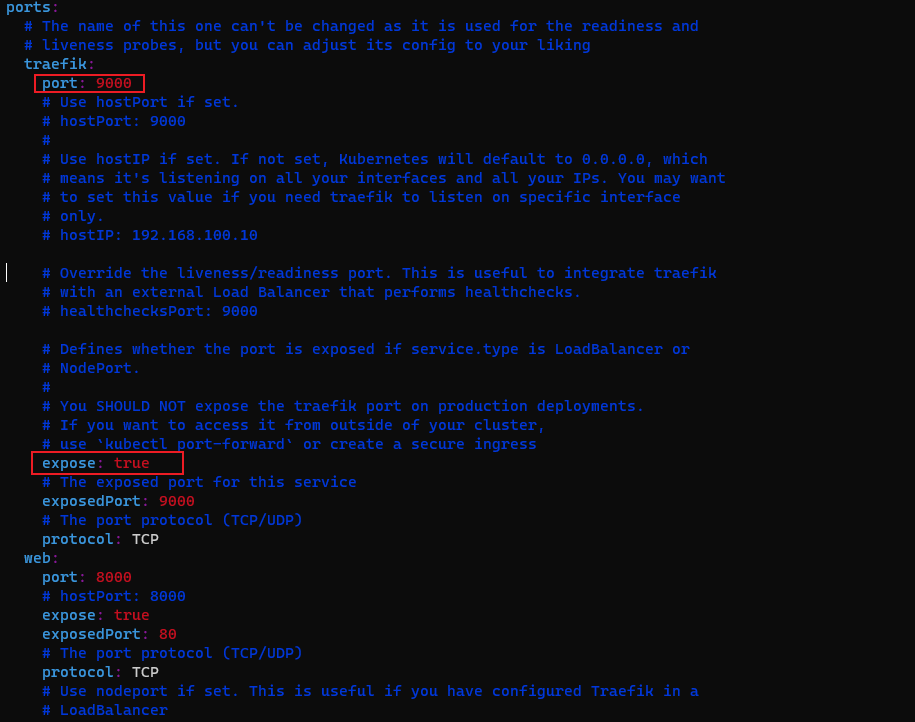 ports:
# The name of this one can't be changed as it is used for the readiness and
# liveness probes, but you can adjust its config to your liking
traefik:
port: 9000
# Use hostPort if set.
# hostPort: 9000
#
# Use hostIP if set. If not set, Kubernetes will default to 0.0.0.0, which
# means it's listening on all your interfaces and all your IPs. You may want
# to set this value if you need traefik to listen on specific interface
# only.
# hostIP: 192.168.100.10
# Override the liveness/readiness port. This is useful to integrate traefik
# with an external Load Balancer that performs healthchecks.
# healthchecksPort: 9000
# Defines whether the port is exposed if service.type is LoadBalancer or
# NodePort.
#
# You SHOULD NOT expose the traefik port on production deployments.
# If you want to access it from outside of your cluster,
# use `kubectl port-forward` or create a secure ingress
expose: true
# The exposed port for this service
exposedPort: 9000
# The port protocol (TCP/UDP)
protocol: TCP
web:
port: 8000
# hostPort: 8000
expose: true
exposedPort: 80
# The port protocol (TCP/UDP)
protocol: TCP
# Use nodeport if set. This is useful if you have configured Traefik in a
# LoadBalancer